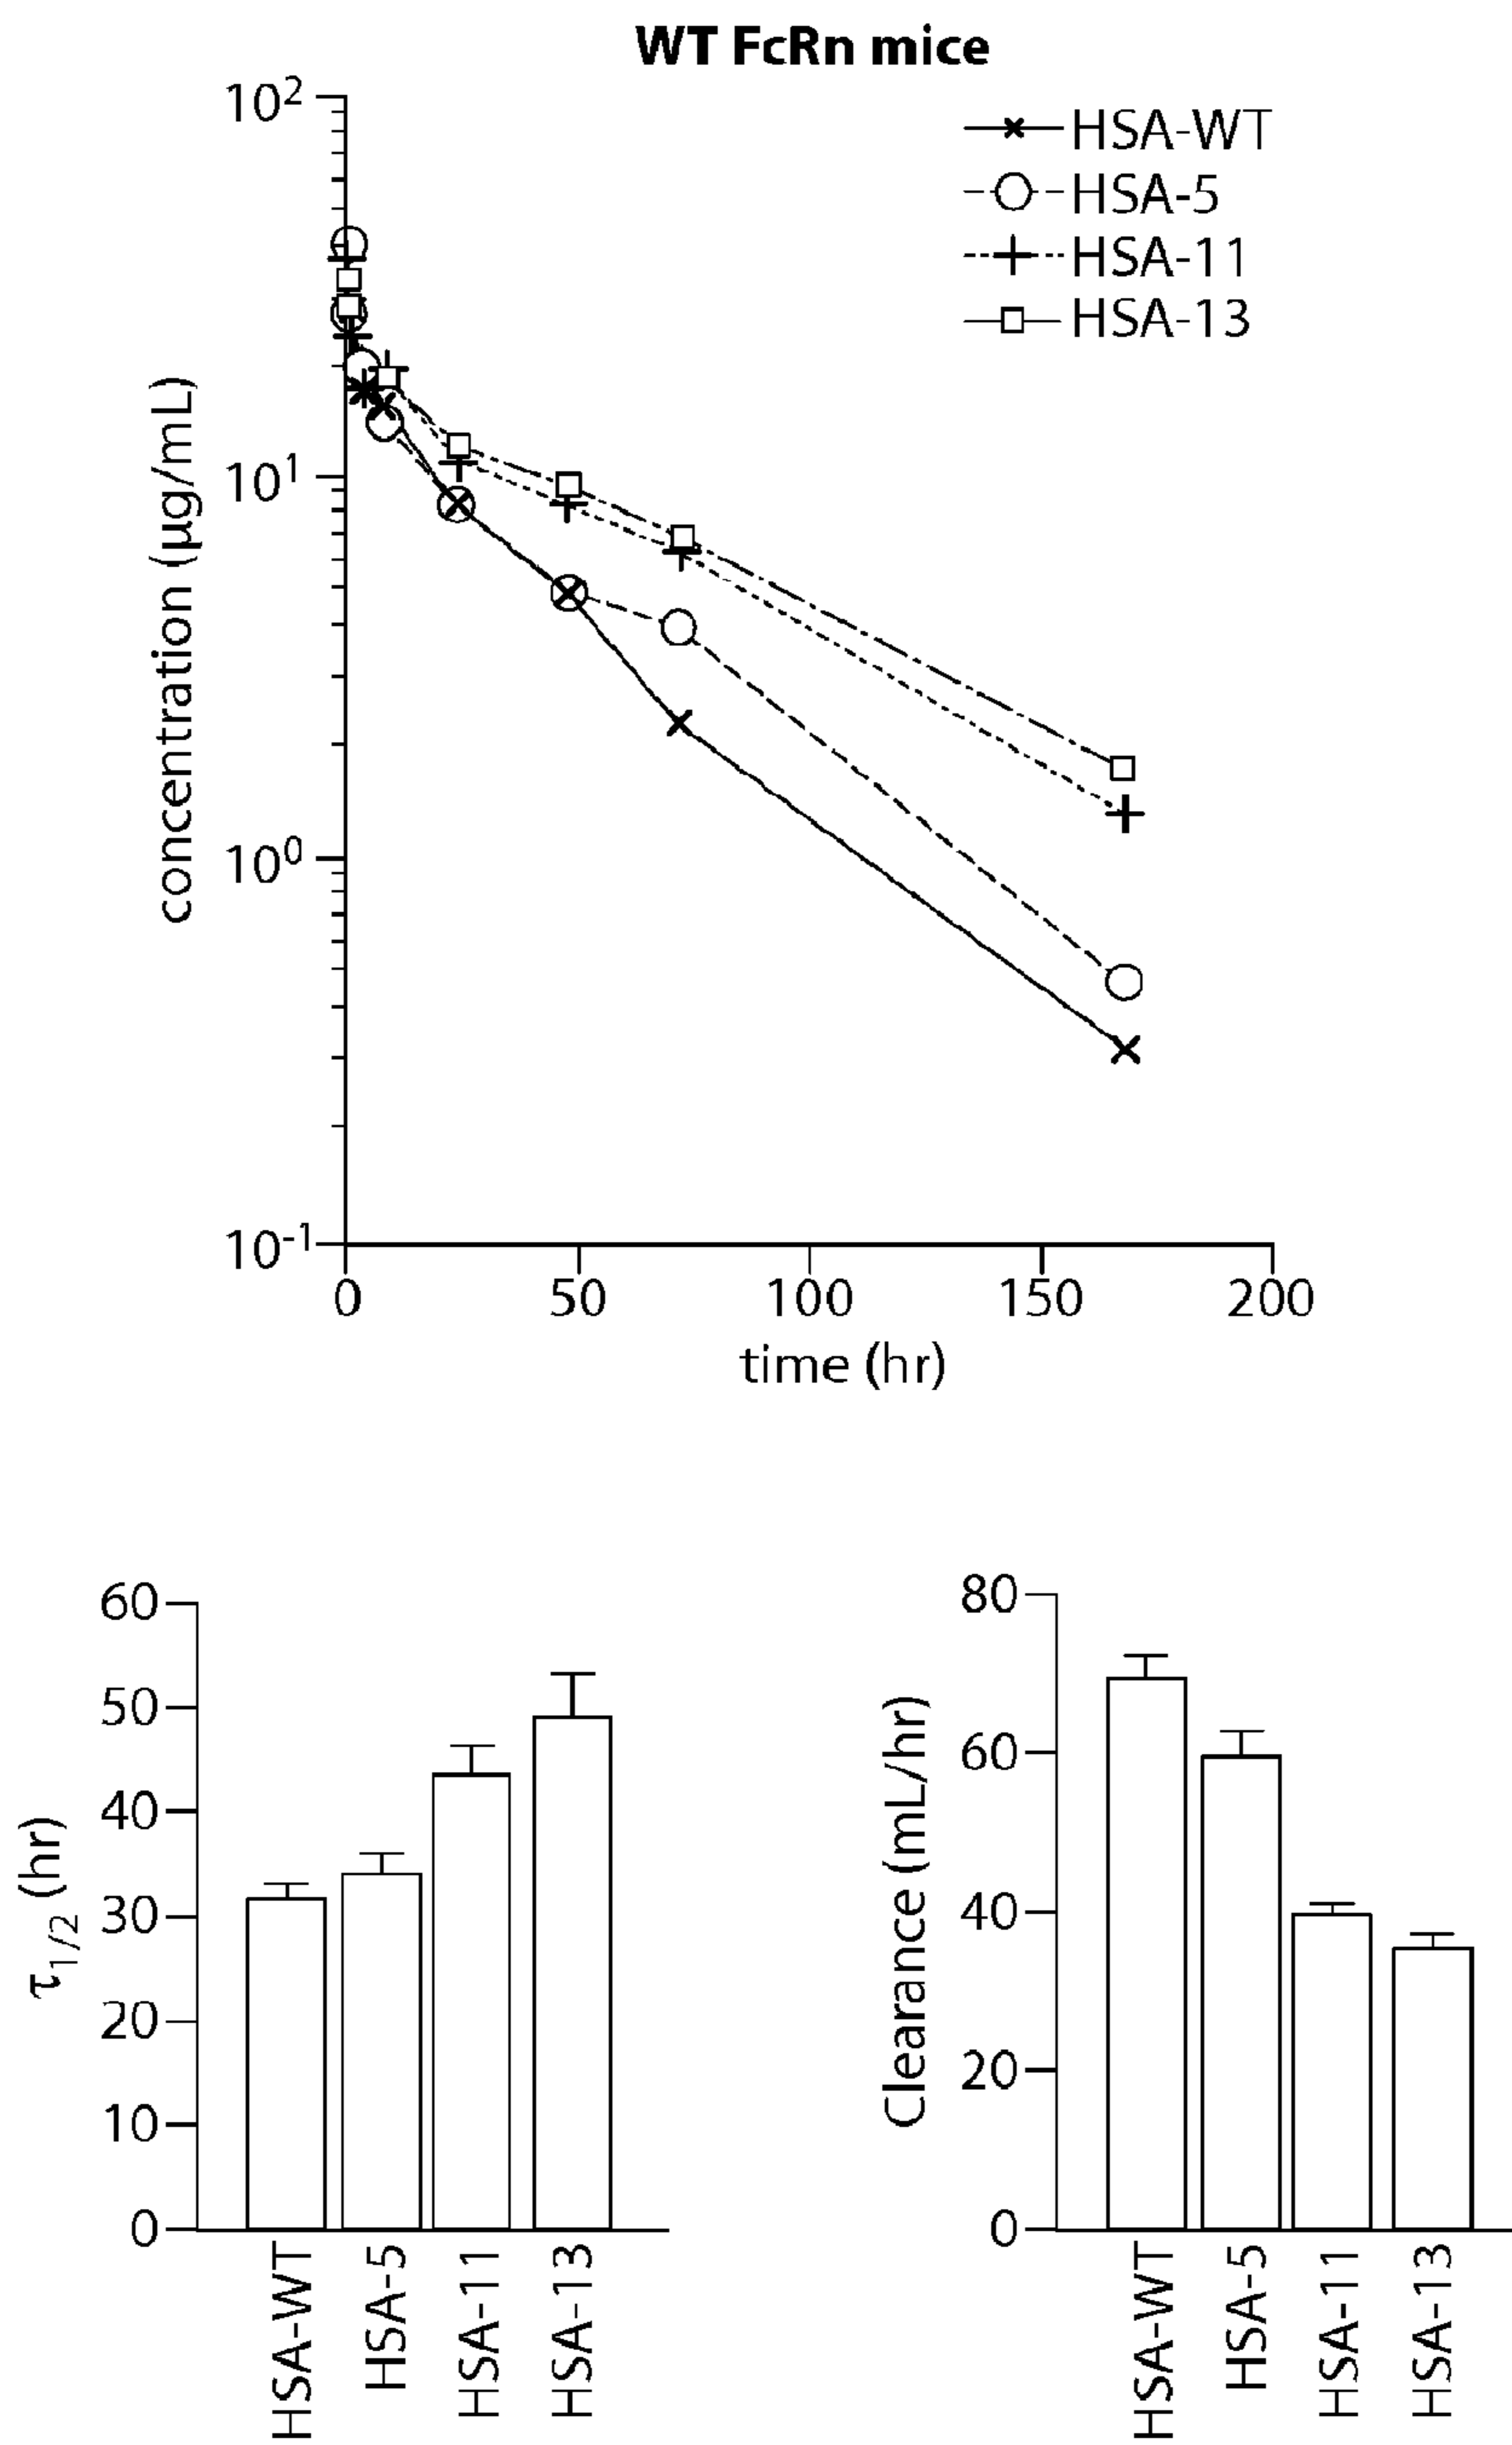 WT FcRn mice
HSA-WT
HSA-5
HSA-11
HSA-13
concentration (µg/mL)
10²
10¹
10⁰
10⁻¹
0 50 100 150 200
time (hr)
τ1/2 (hr)
60
50
40
30
20
10
0
HSA-WT
HSA-5
HSA-11
HSA-13
Clearance (mL/hr)
80
60
40
20
0
HSA-WT
HSA-5
HSA-11
HSA-13